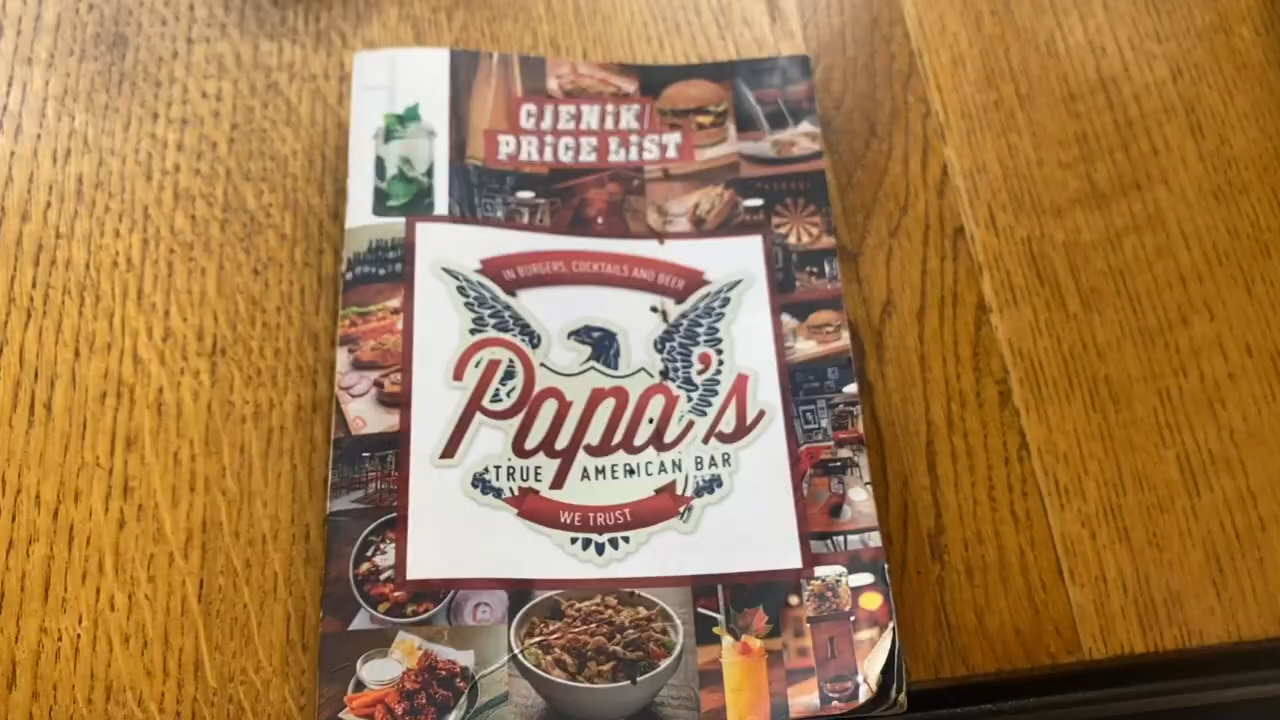 CJENiK/
PRiCE LiST
IN BURGERS, COCKTAILS AND BEER
Papa's
TRUE AMERICAN BAR
WE TRUST